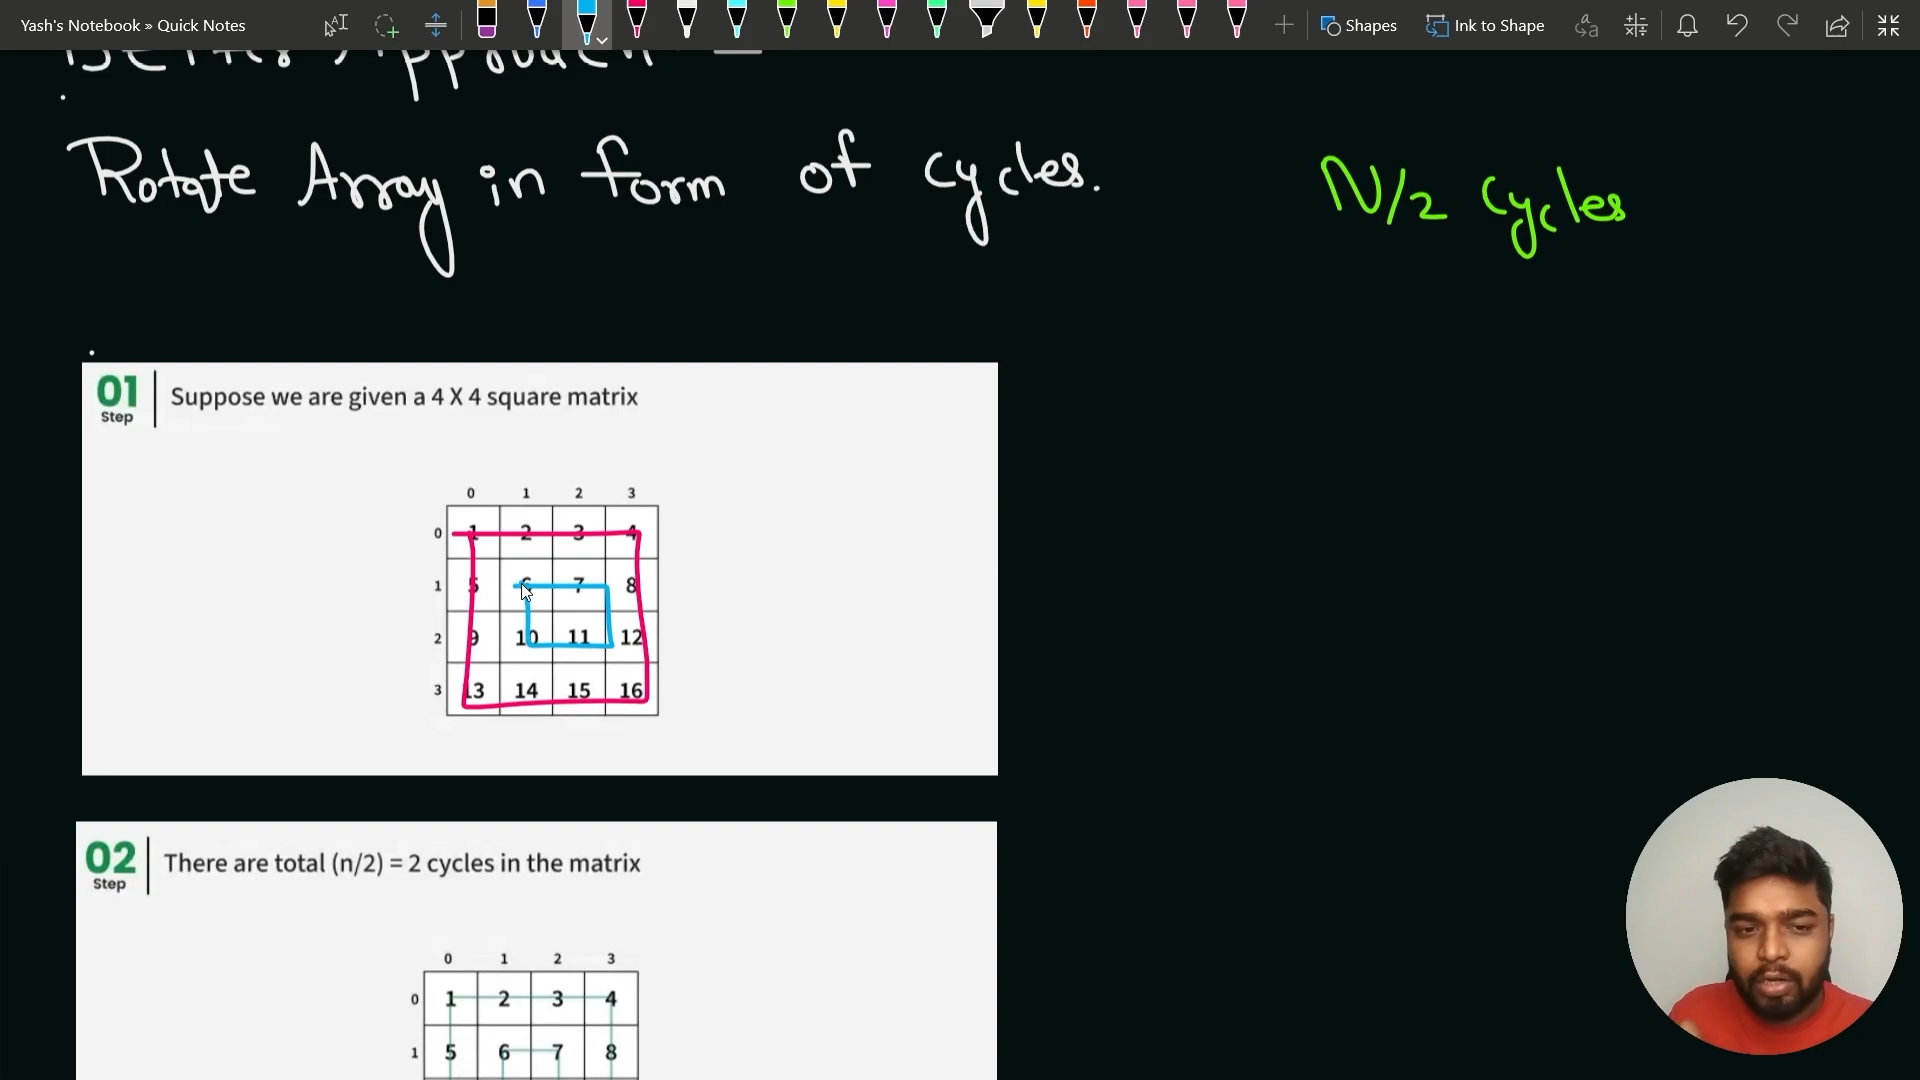 Yash's Notebook » Quick Notes
Shapes
Ink to Shape
Better Approach
Rotate Array in form of cycles.
N/2 cycles
01 Step
Suppose we are given a 4 X 4 square matrix
0 1 2 3
0 1 2 3 4
1 5 6 7 8
2 9 10 11 12
3 13 14 15 16
02 Step
There are total (n/2) = 2 cycles in the matrix
0 1 2 3
0 1 2 3 4
1 5 6 7 8